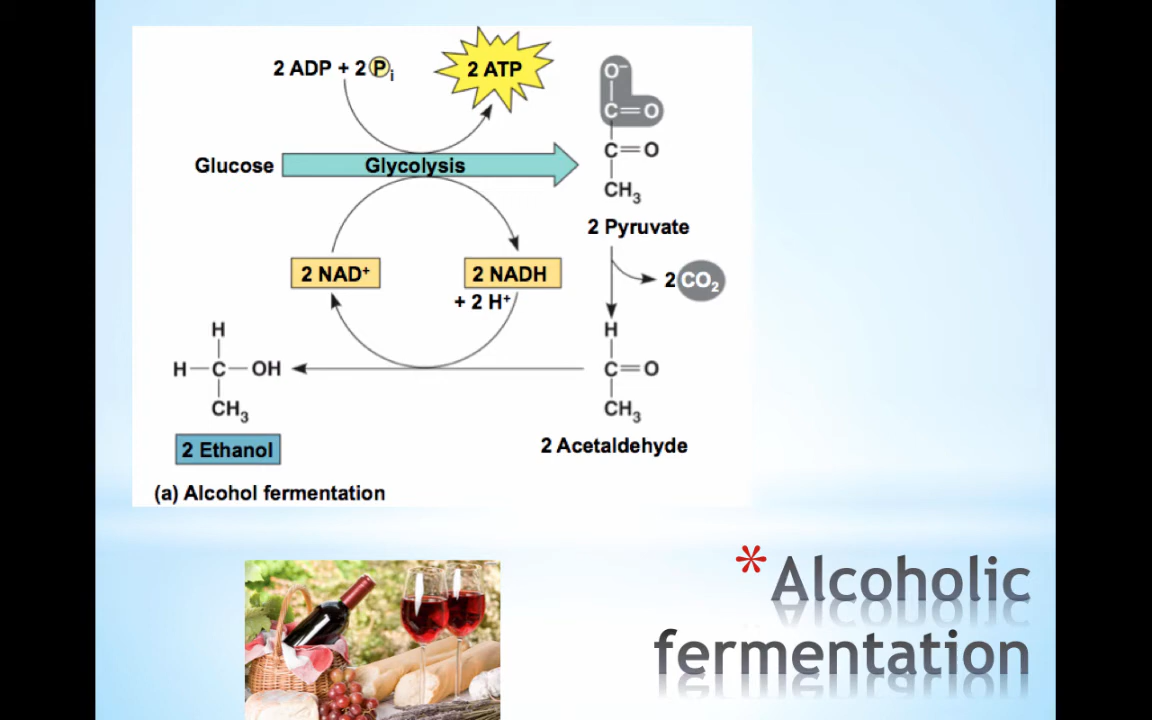 2 ADP + 2 Pi
2 ATP
O–
C=O
C=O
CH3
Glucose
Glycolysis
2 Pyruvate
2 NAD+
2 NADH
+ 2 H+
2 CO2
H
H–C–OH
CH3
2 Ethanol
H
C=O
CH3
2 Acetaldehyde
(a) Alcohol fermentation
*Alcoholic
fermentation